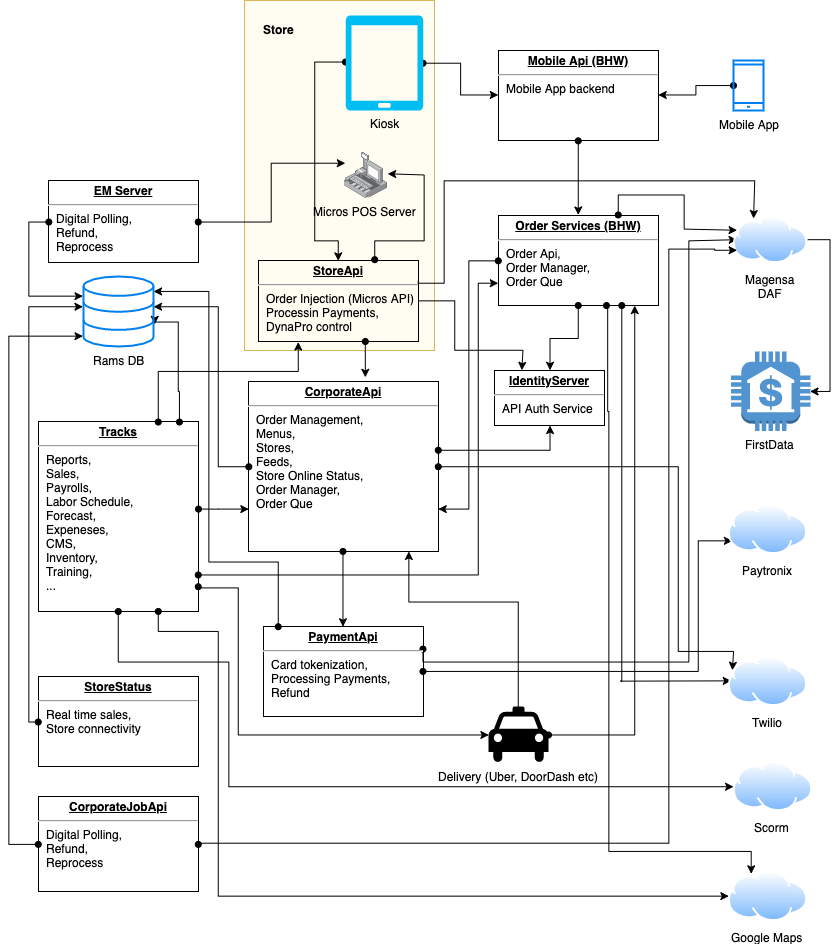 Store
Kiosk
Micros POS Server
Mobile Api (BHW)
Mobile App backend
Mobile App
EM Server
Digital Polling,
Refund,
Reprocess
Order Services (BHW)
Order Api,
Order Manager,
Order Que
Magensa
DAF
StoreApi
Order Injection (Micros API)
Processin Payments,
DynaPro control
Rams DB
IdentityServer
API Auth Service
FirstData
CorporateApi
Order Management,
Menus,
Stores,
Feeds,
Store Online Status,
Order Manager,
Order Que
Tracks
Reports,
Sales,
Payrolls,
Labor Schedule,
Forecast,
Expeneses,
CMS,
Inventory,
Training,
...
Paytronix
PaymentApi
Card tokenization,
Processing Payments,
Refund
StoreStatus
Real time sales,
Store connectivity
Twilio
Delivery (Uber, DoorDash etc)
CorporateJobApi
Digital Polling,
Refund,
Reprocess
Scorm
Google Maps
$